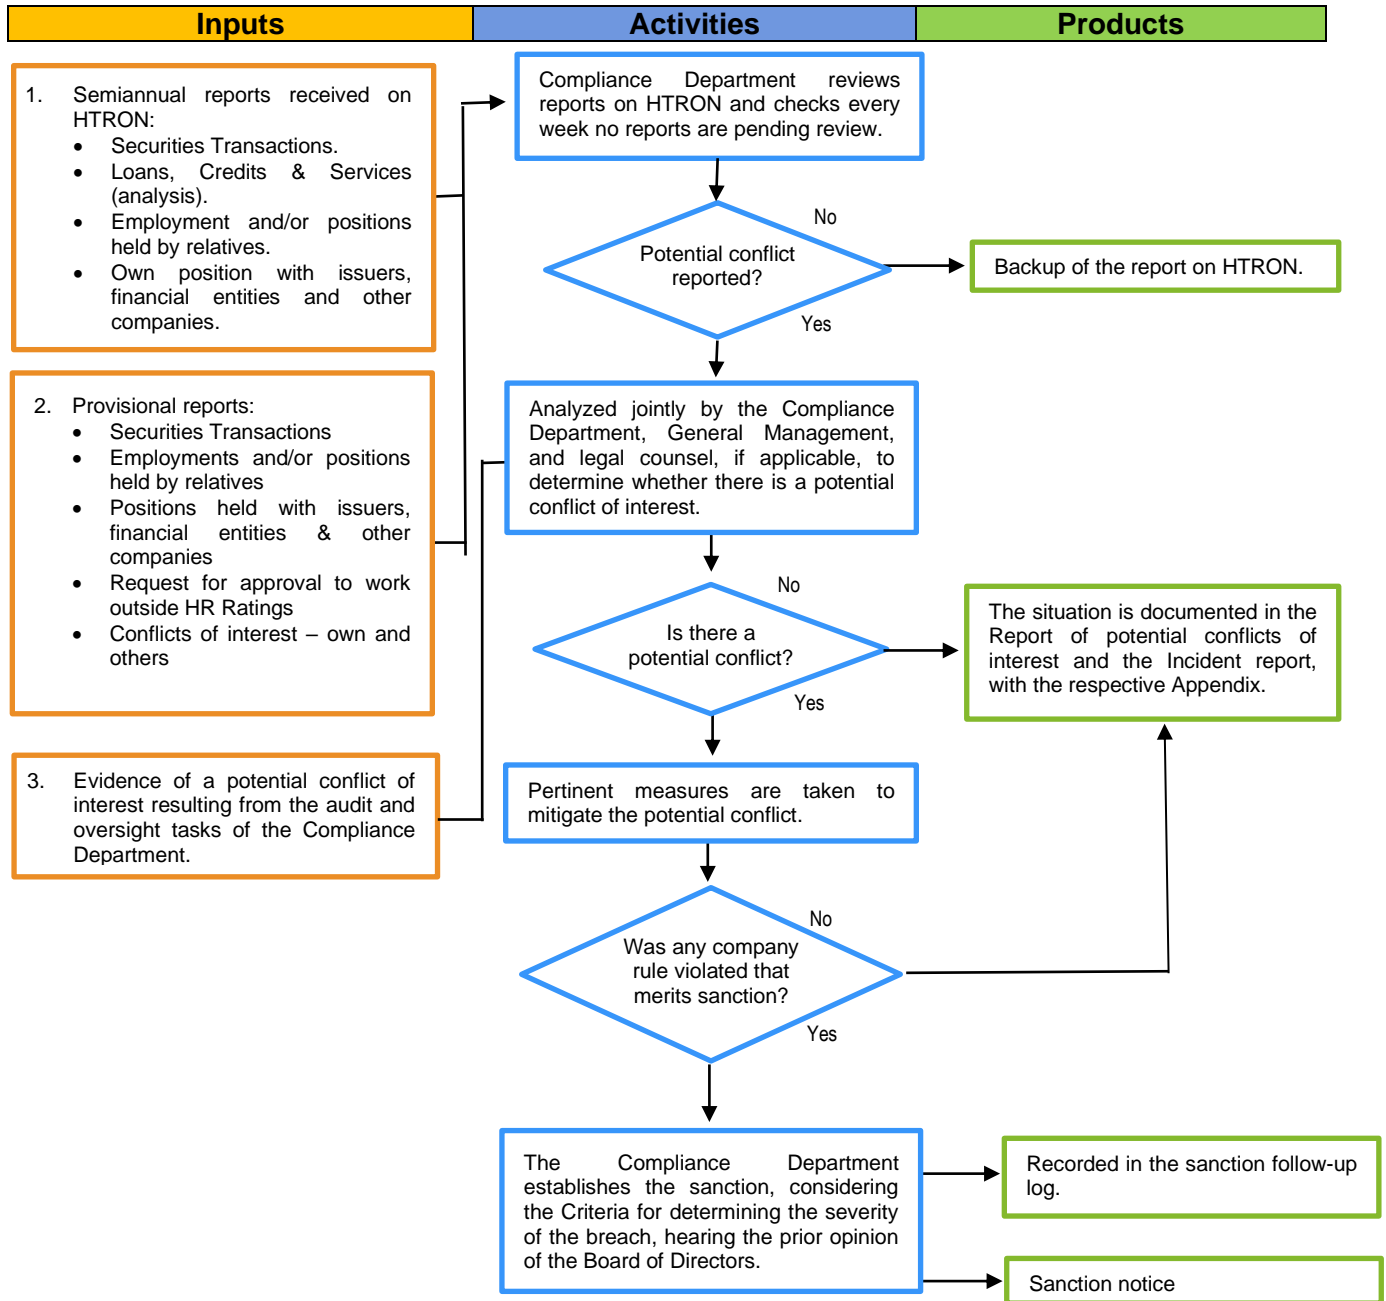 Inputs
Activities
Products
1. Semiannual reports received on
HTRON:
• Securities Transactions.
• Loans, Credits & Services
(analysis).
• Employment and/or positions
held by relatives.
• Own position with issuers,
financial entities and other
companies.
2. Provisional reports:
• Securities Transactions
• Employments and/or positions
held by relatives
• Positions held with issuers,
financial entities & other
companies
• Request for approval to work
outside HR Ratings
• Conflicts of interest – own and
others
3. Evidence of a potential conflict of
interest resulting from the audit and
oversight tasks of the Compliance
Department.
Compliance Department reviews
reports on HTRON and checks every
week no reports are pending review.
No
Potential conflict
reported?
Yes
Backup of the report on HTRON.
Analyzed jointly by the Compliance
Department, General Management,
and legal counsel, if applicable, to
determine whether there is a potential
conflict of interest.
No
Is there a
potential conflict?
Yes
The situation is documented in the
Report of potential conflicts of
interest and the Incident report,
with the respective Appendix.
Pertinent measures are taken to
mitigate the potential conflict.
No
Was any company
rule violated that
merits sanction?
Yes
The Compliance Department
establishes the sanction, considering
the Criteria for determining the severity
of the breach, hearing the prior opinion
of the Board of Directors.
Recorded in the sanction follow-up
log.
Sanction notice